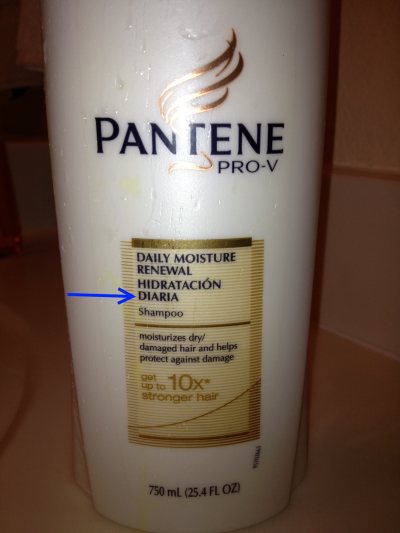 PANTENE
PRO-V
DAILY MOISTURE
RENEWAL
HIDRATACIÓN
DIARIA
Shampoo
moisturizes dry/
damaged hair and helps
protect against damage
get
up to 10x*
stronger hair
750 mL (25.4 FL OZ)